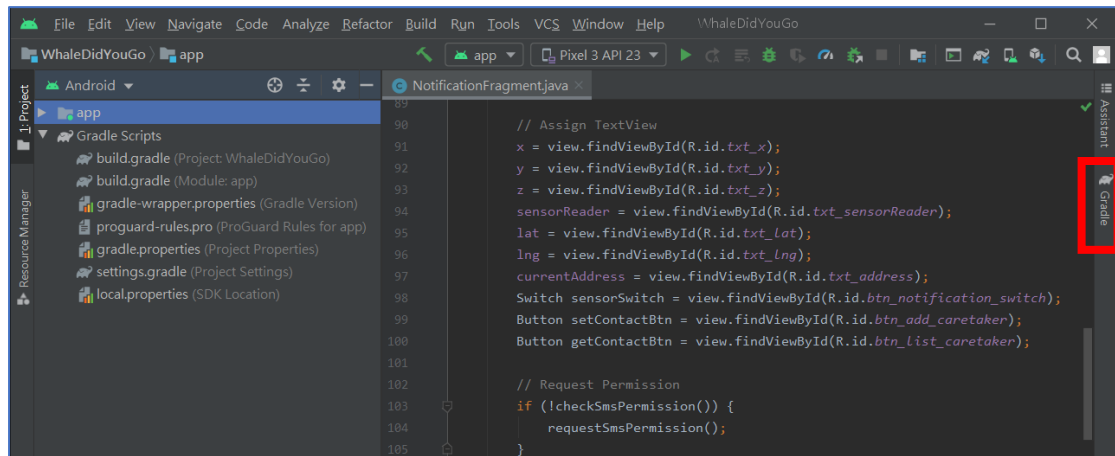 File Edit View Navigate Code Analyze Refactor Build Run Tools VCS Window Help WhaleDidYouGo
WhaleDidYouGo app app Pixel 3 API 23
1: Project
Resource Manager
Android
app
Gradle Scripts
build.gradle (Project: WhaleDidYouGo)
build.gradle (Module: app)
gradle-wrapper.properties (Gradle Version)
proguard-rules.pro (ProGuard Rules for app)
gradle.properties (Project Properties)
settings.gradle (Project Settings)
local.properties (SDK Location)
NotificationFragment.java
89
90 // Assign TextView
91 x = view.findViewById(R.id.txt_x);
92 y = view.findViewById(R.id.txt_y);
93 z = view.findViewById(R.id.txt_z);
94 sensorReader = view.findViewById(R.id.txt_sensorReader);
95 lat = view.findViewById(R.id.txt_lat);
96 lng = view.findViewById(R.id.txt_lng);
97 currentAddress = view.findViewById(R.id.txt_address);
98 Switch sensorSwitch = view.findViewById(R.id.btn_notification_switch);
99 Button setContactBtn = view.findViewById(R.id.btn_add_caretaker);
100 Button getContactBtn = view.findViewById(R.id.btn_list_caretaker);
101
102 // Request Permission
103 if (!checkSmsPermission()) {
104 requestSmsPermission();
105 }
Assistant
Gradle